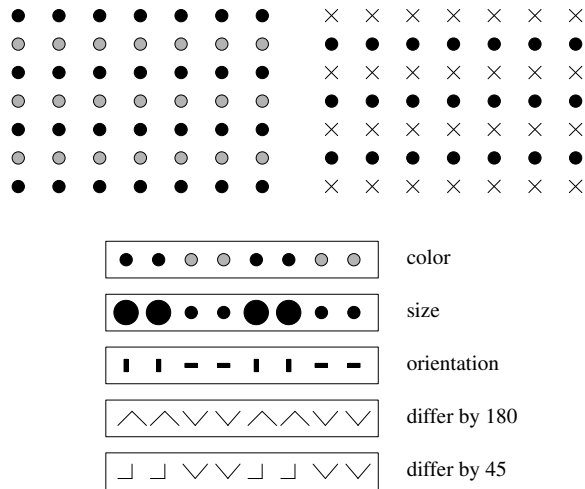 color
size
orientation
differ by 180
differ by 45